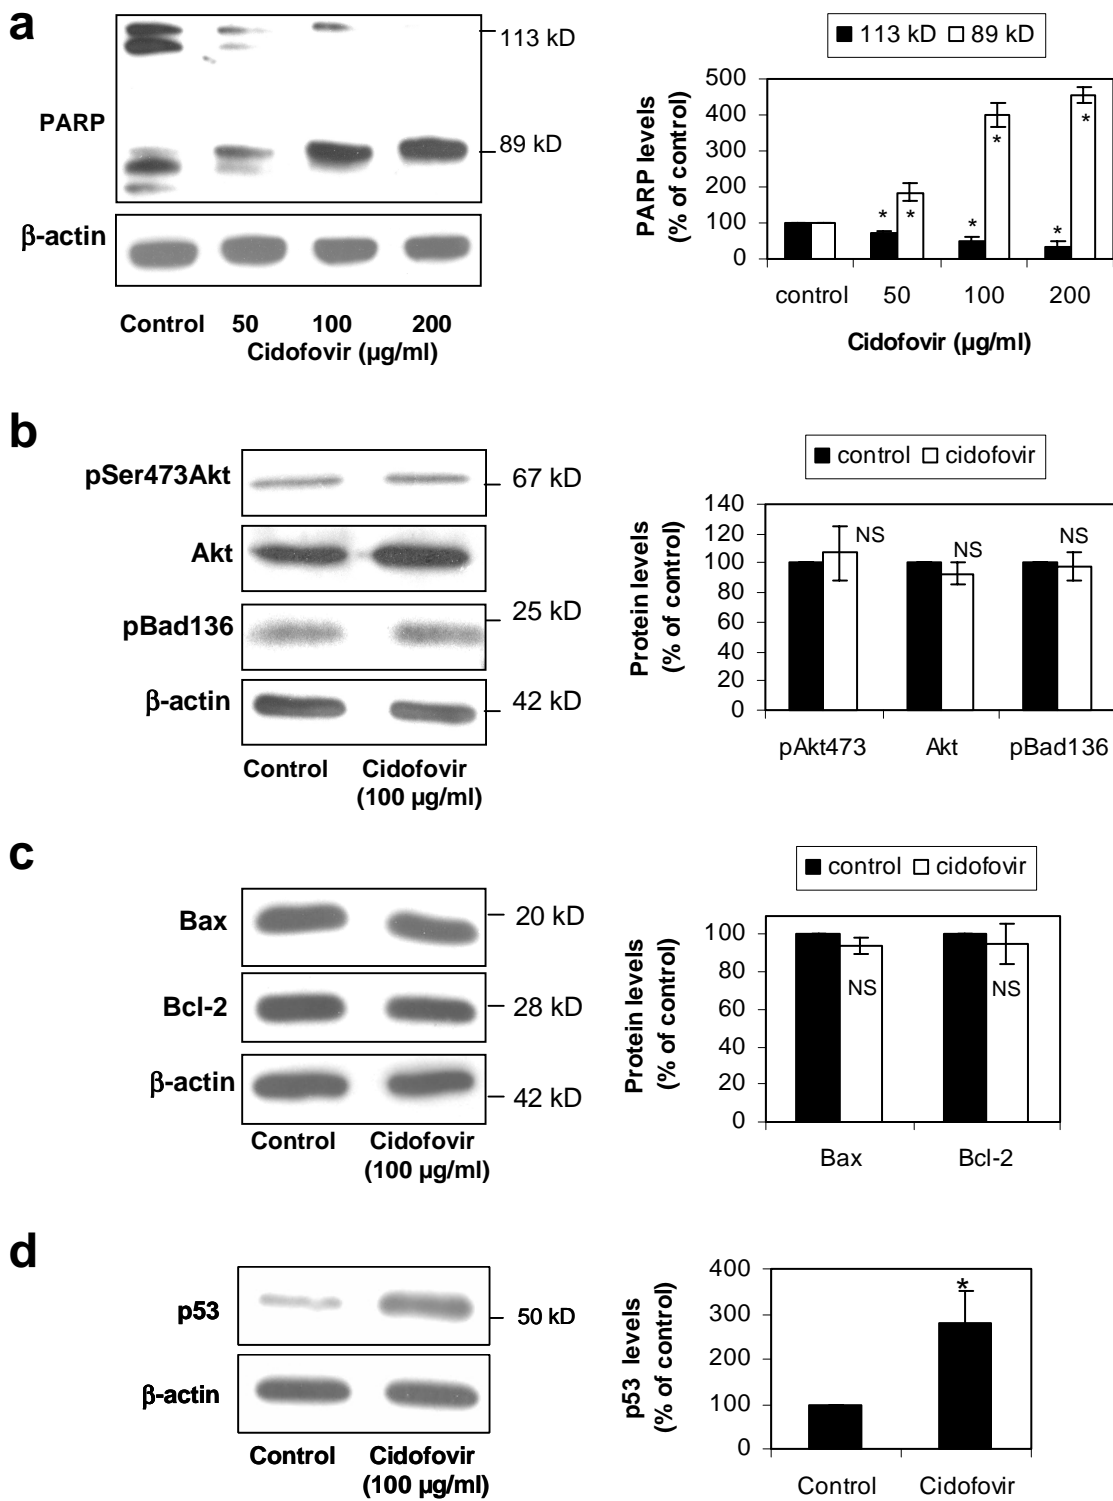 a
PARP
113 kD
89 kD
β-actin
Control 50 100 200
Cidofovir (µg/ml)
113 kD 89 kD
PARP levels
(% of control)
500
400
300
200
100
0
* * * * * *
control 50 100 200
Cidofovir (µg/ml)
b
pSer473Akt
67 kD
Akt
pBad136
25 kD
β-actin
42 kD
Control Cidofovir
(100 µg/ml)
control cidofovir
Protein levels
(% of control)
140
120
100
80
60
40
20
0
NS NS NS
pAkt473 Akt pBad136
c
Bax
20 kD
Bcl-2
28 kD
β-actin
42 kD
Control Cidofovir
(100 µg/ml)
control cidofovir
Protein levels
(% of control)
100
80
60
40
20
0
NS NS
Bax Bcl-2
d
p53
50 kD
β-actin
Control Cidofovir
(100 µg/ml)
p53 levels
(% of control)
400
300
200
100
0
*
Control Cidofovir